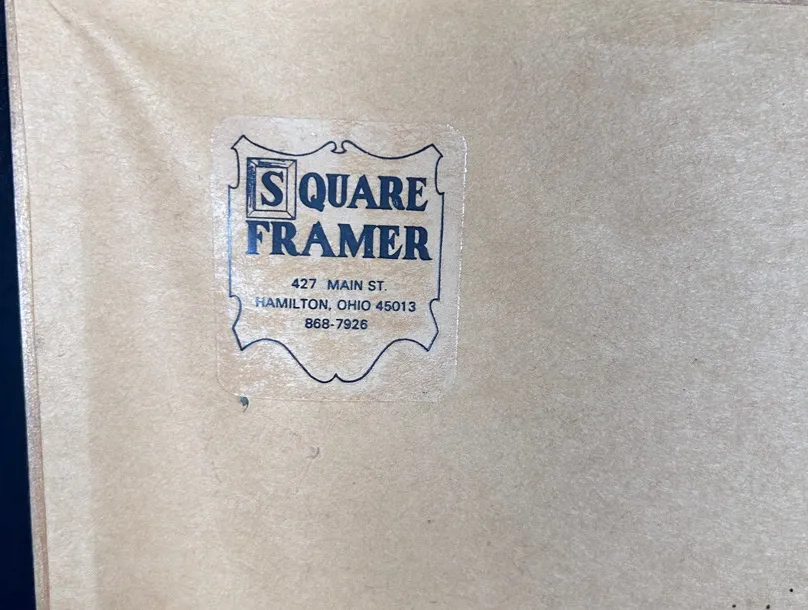 SQUARE
FRAMER
427 MAIN ST.
HAMILTON, OHIO 45013
868-7926